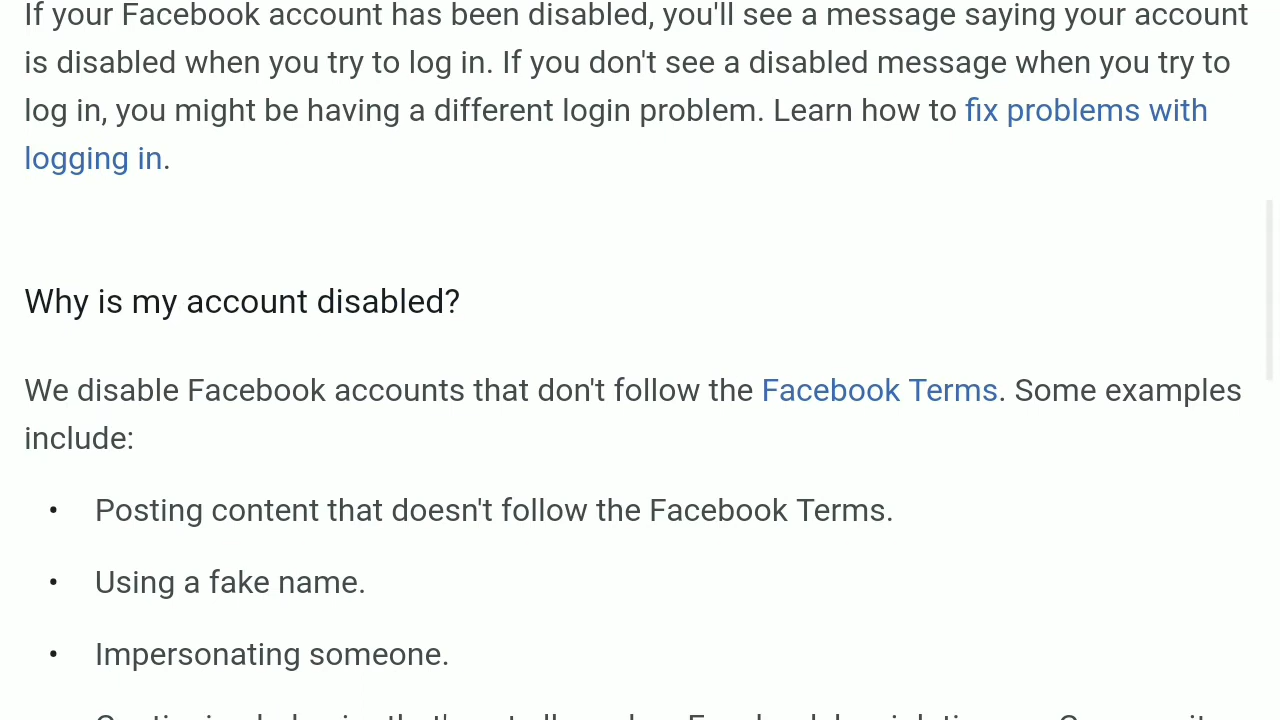 If your Facebook account has been disabled, you'll see a message saying your account
is disabled when you try to log in. If you don't see a disabled message when you try to
log in, you might be having a different login problem. Learn how to fix problems with
logging in.
Why is my account disabled?
We disable Facebook accounts that don't follow the Facebook Terms. Some examples
include:
• Posting content that doesn't follow the Facebook Terms.
• Using a fake name.
• Impersonating someone.